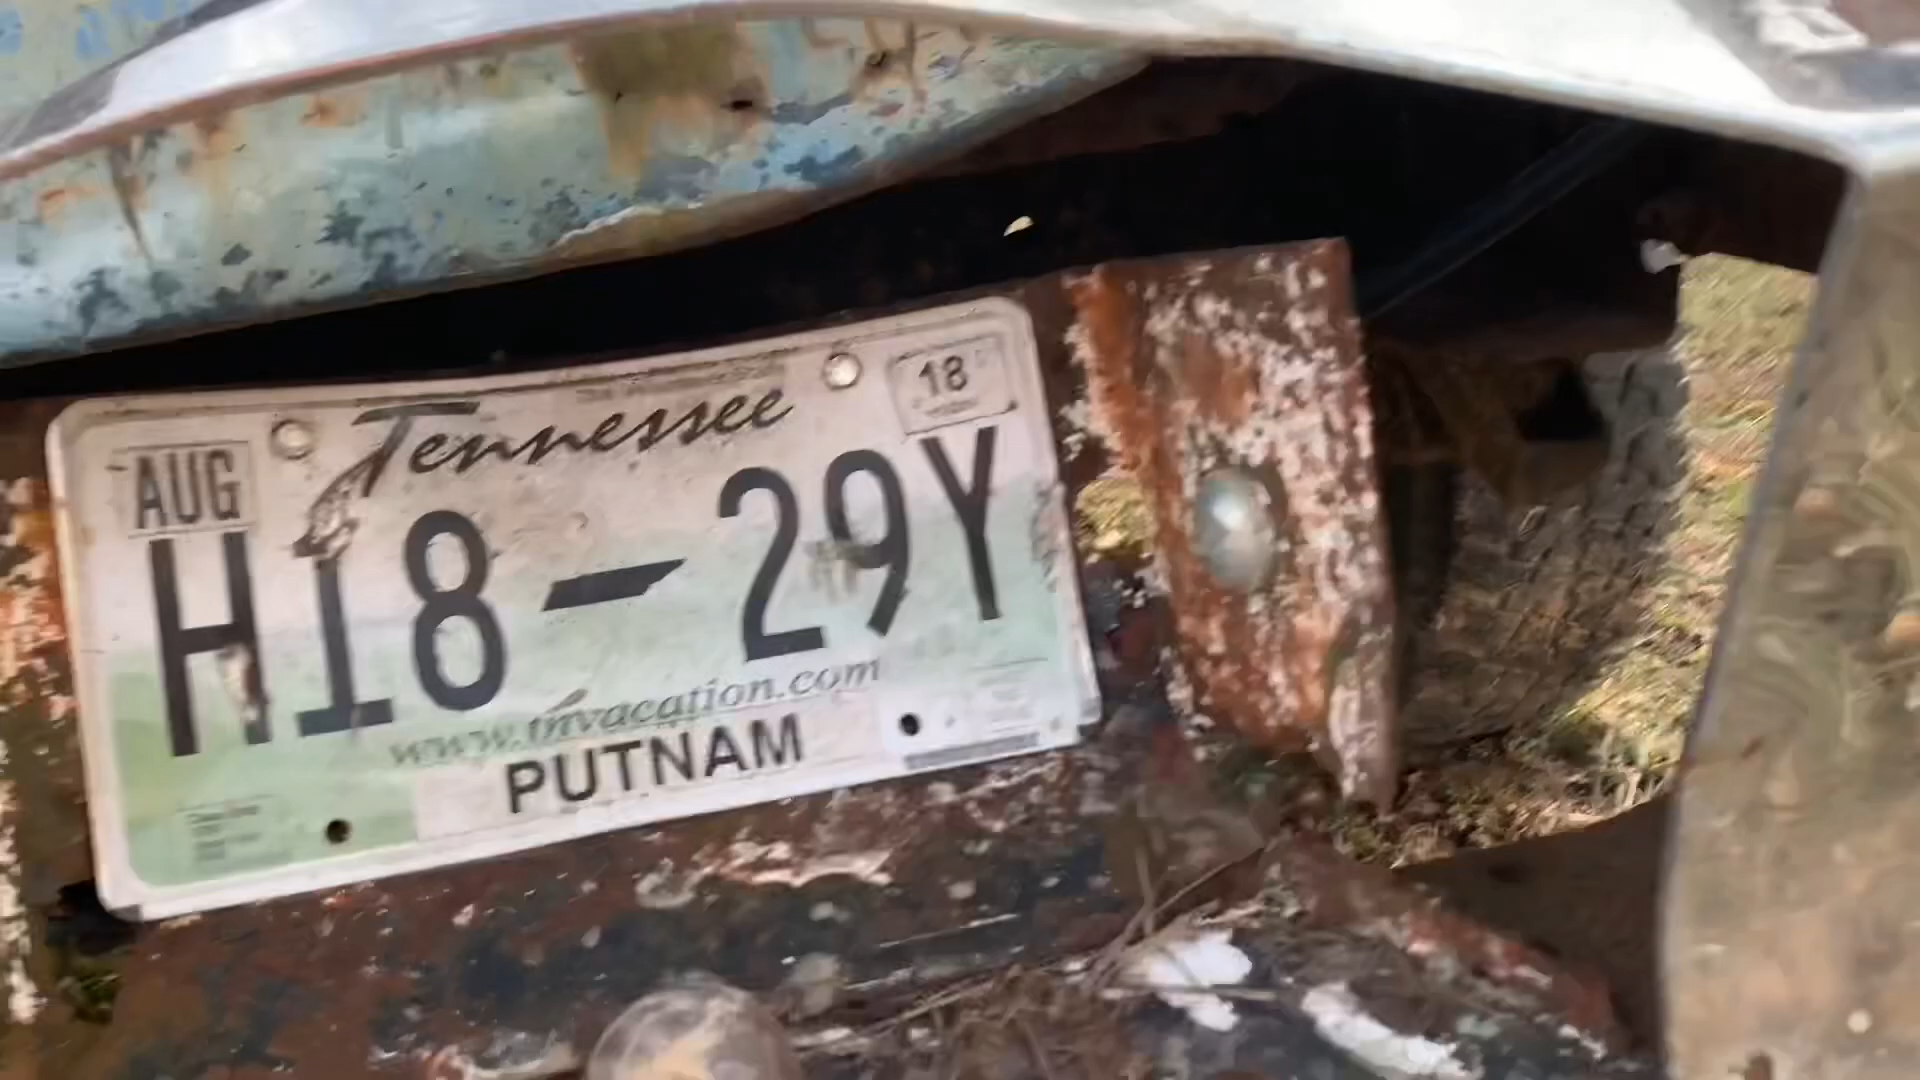 Tennessee
18
AUG
H18-29Y
www.tnvacation.com
PUTNAM